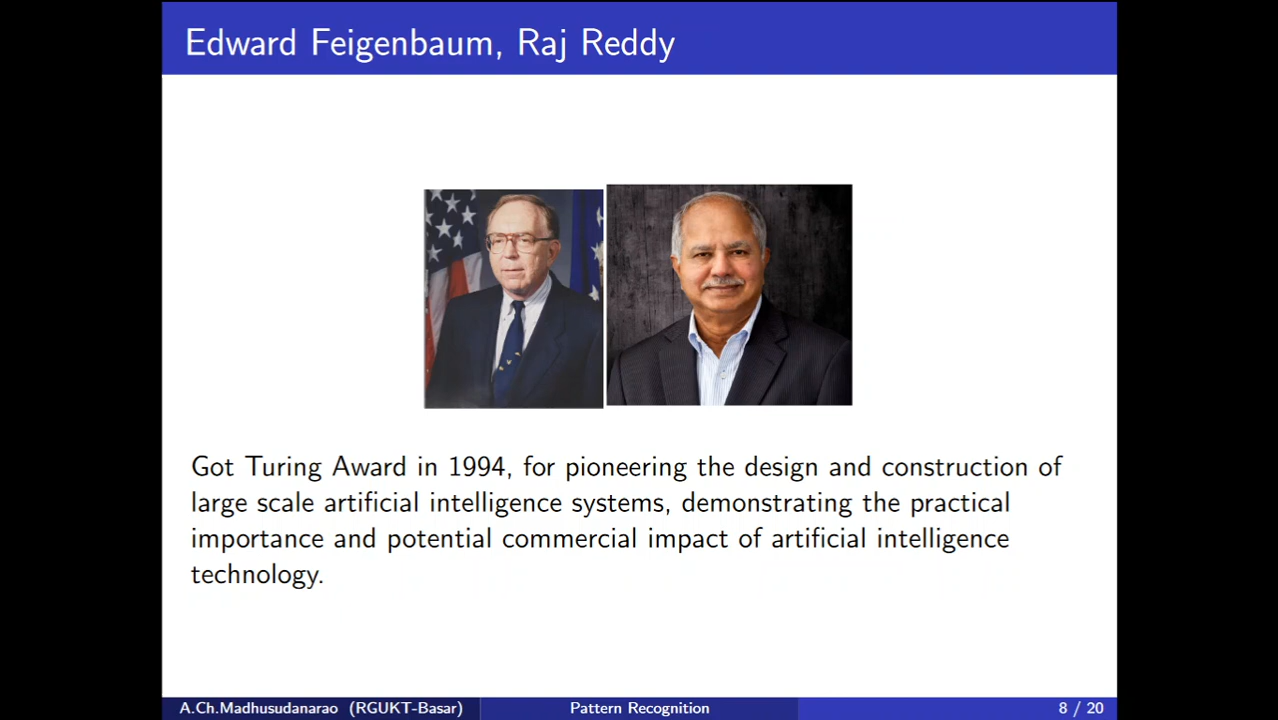 Edward Feigenbaum, Raj Reddy
Got Turing Award in 1994, for pioneering the design and construction of
large scale artificial intelligence systems, demonstrating the practical
importance and potential commercial impact of artificial intelligence
technology.
A.Ch.Madhusudanarao (RGUKT-Basar) Pattern Recognition 8 / 20